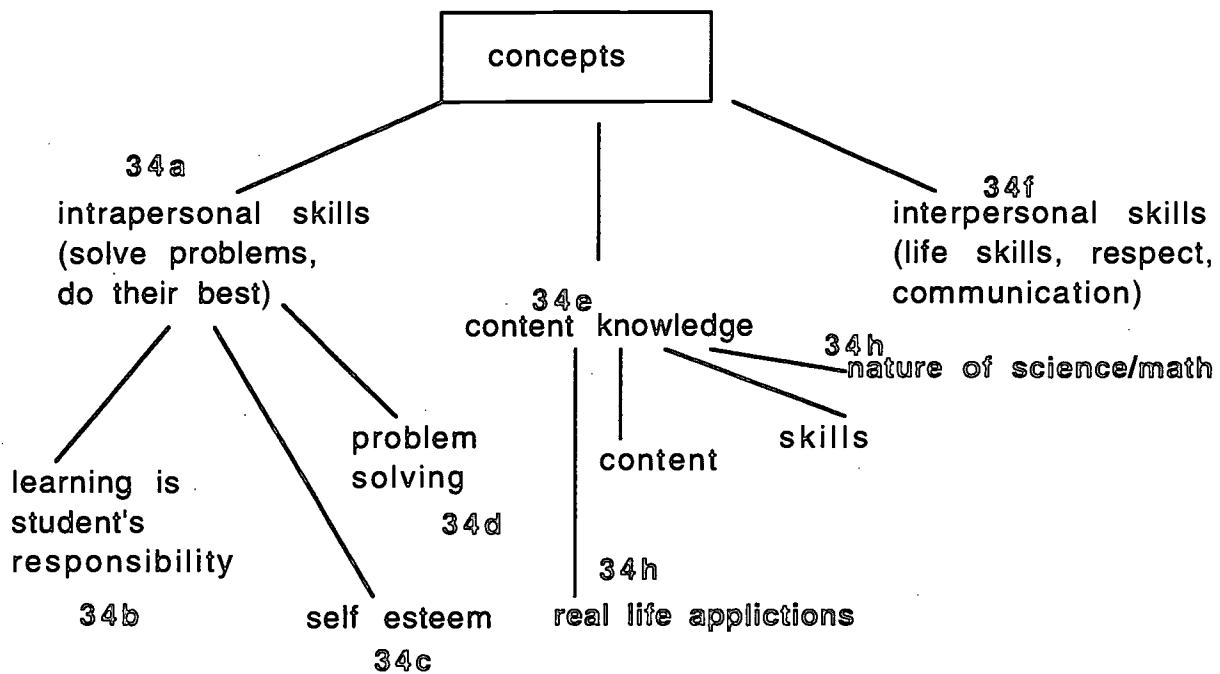 concepts
34a
intrapersonal skills
(solve problems,
do their best)
34f
interpersonal skills
(life skills, respect,
communication)
34e
content knowledge
34h
nature of science/math
skills
content
problem
solving
34d
learning is
student's
responsibility
34b
self esteem
34c
34h
real life applictions